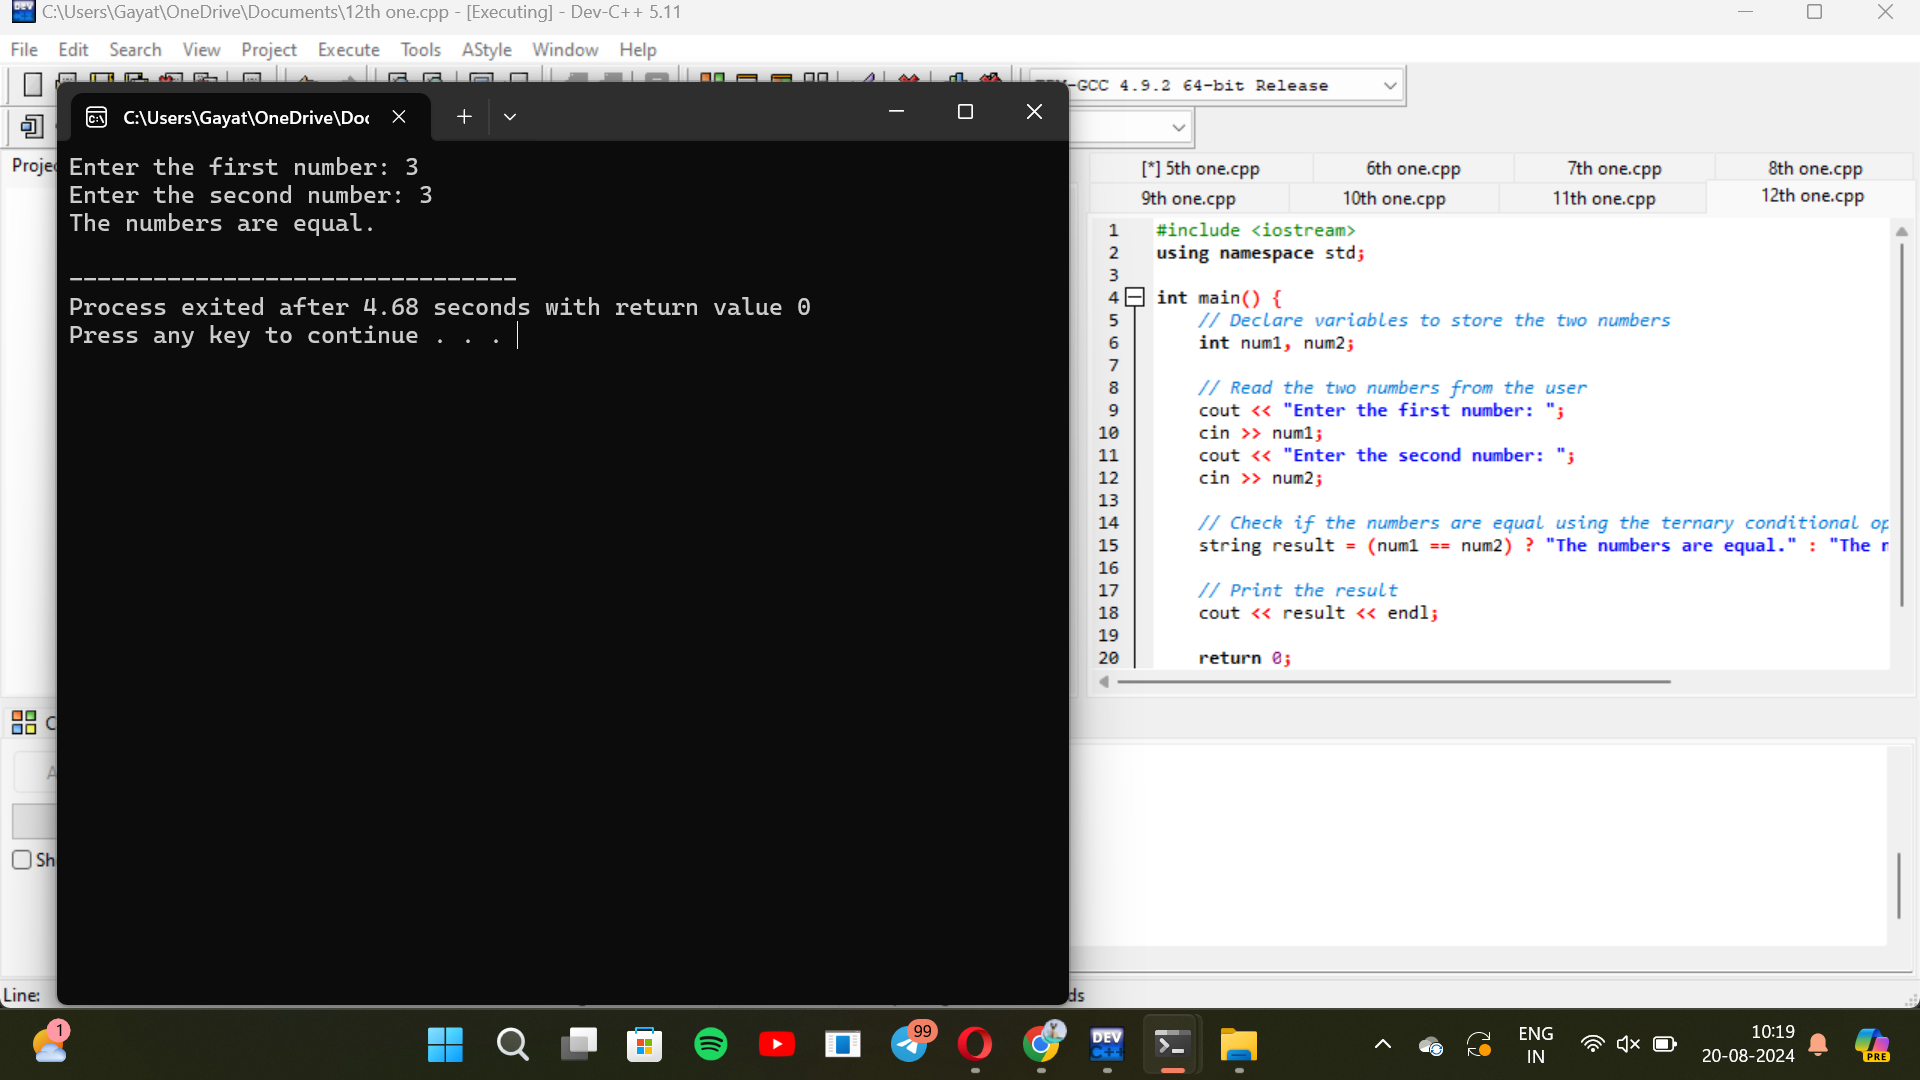 C:\Users\Gayat\OneDrive\Documents\12th one.cpp - [Executing] - Dev-C++ 5.11
File Edit Search View Project Execute Tools AStyle Window Help
-GCC 4.9.2 64-bit Release
C:\Users\Gayat\OneDrive\Doc
Enter the first number: 3
Enter the second number: 3
The numbers are equal.
--------------------------------
Process exited after 4.68 seconds with return value 0
Press any key to continue . . .
Projec
[*] 5th one.cpp 6th one.cpp 7th one.cpp 8th one.cpp
9th one.cpp 10th one.cpp 11th one.cpp 12th one.cpp
1 #include <iostream>
2 using namespace std;
3
4 int main() {
5 // Declare variables to store the two numbers
6 int num1, num2;
7
8 // Read the two numbers from the user
9 cout << "Enter the first number: ";
10 cin >> num1;
11 cout << "Enter the second number: ";
12 cin >> num2;
13
14 // Check if the numbers are equal using the ternary conditional op
15 string result = (num1 == num2) ? "The numbers are equal." : "The n
16
17 // Print the result
18 cout << result << endl;
19
20 return 0;
C
A
Sh
Line:
ds
1
99
DEV C++
ENG
IN
10:19
20-08-2024
PRE